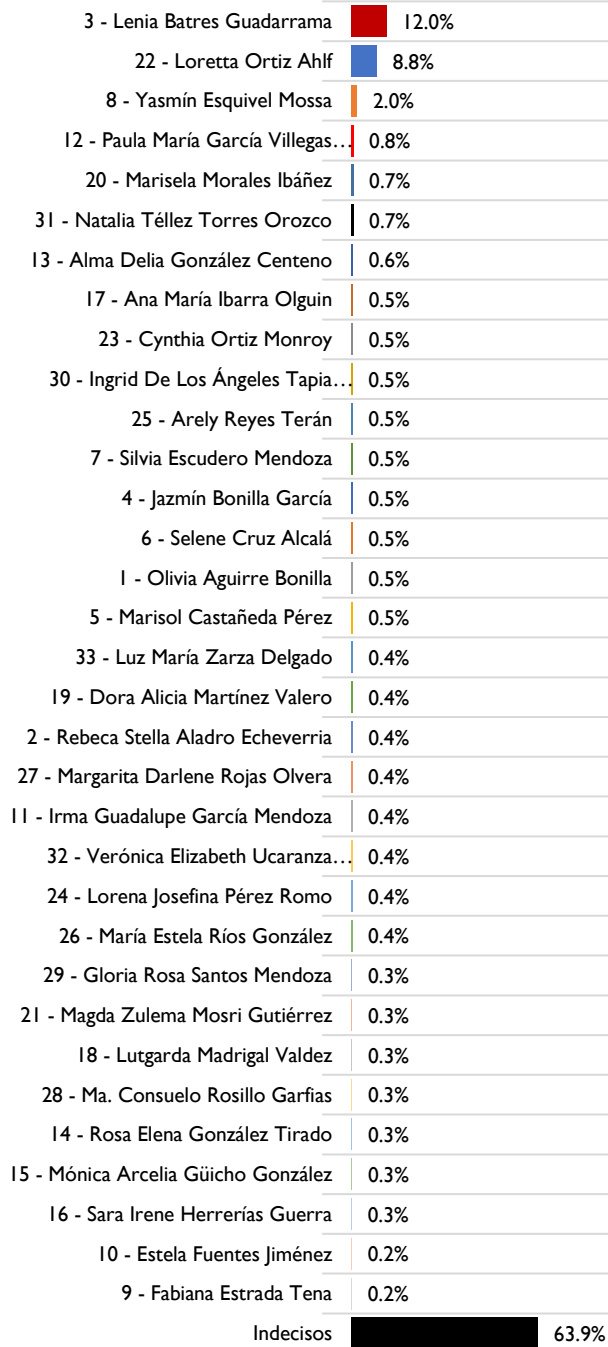 3 - Lenia Batres Guadarrama 12.0%
22 - Loretta Ortiz Ahlf 8.8%
8 - Yasmín Esquivel Mossa 2.0%
12 - Paula María García Villegas… 0.8%
20 - Marisela Morales Ibáñez 0.7%
31 - Natalia Téllez Torres Orozco 0.7%
13 - Alma Delia González Centeno 0.6%
17 - Ana María Ibarra Olguin 0.5%
23 - Cynthia Ortiz Monroy 0.5%
30 - Ingrid De Los Ángeles Tapia… 0.5%
25 - Arely Reyes Terán 0.5%
7 - Silvia Escudero Mendoza 0.5%
4 - Jazmín Bonilla García 0.5%
6 - Selene Cruz Alcalá 0.5%
1 - Olivia Aguirre Bonilla 0.5%
5 - Marisol Castañeda Pérez 0.5%
33 - Luz María Zarza Delgado 0.4%
19 - Dora Alicia Martínez Valero 0.4%
2 - Rebeca Stella Aladro Echeverria 0.4%
27 - Margarita Darlene Rojas Olvera 0.4%
11 - Irma Guadalupe García Mendoza 0.4%
32 - Verónica Elizabeth Ucaranza… 0.4%
24 - Lorena Josefina Pérez Romo 0.4%
26 - María Estela Ríos González 0.4%
29 - Gloria Rosa Santos Mendoza 0.3%
21 - Magda Zulema Mosri Gutiérrez 0.3%
18 - Lutgarda Madrigal Valdez 0.3%
28 - Ma. Consuelo Rosillo Garfias 0.3%
14 - Rosa Elena González Tirado 0.3%
15 - Mónica Arcelia Güicho González 0.3%
16 - Sara Irene Herrerías Guerra 0.3%
10 - Estela Fuentes Jiménez 0.2%
9 - Fabiana Estrada Tena 0.2%
Indecisos 63.9%